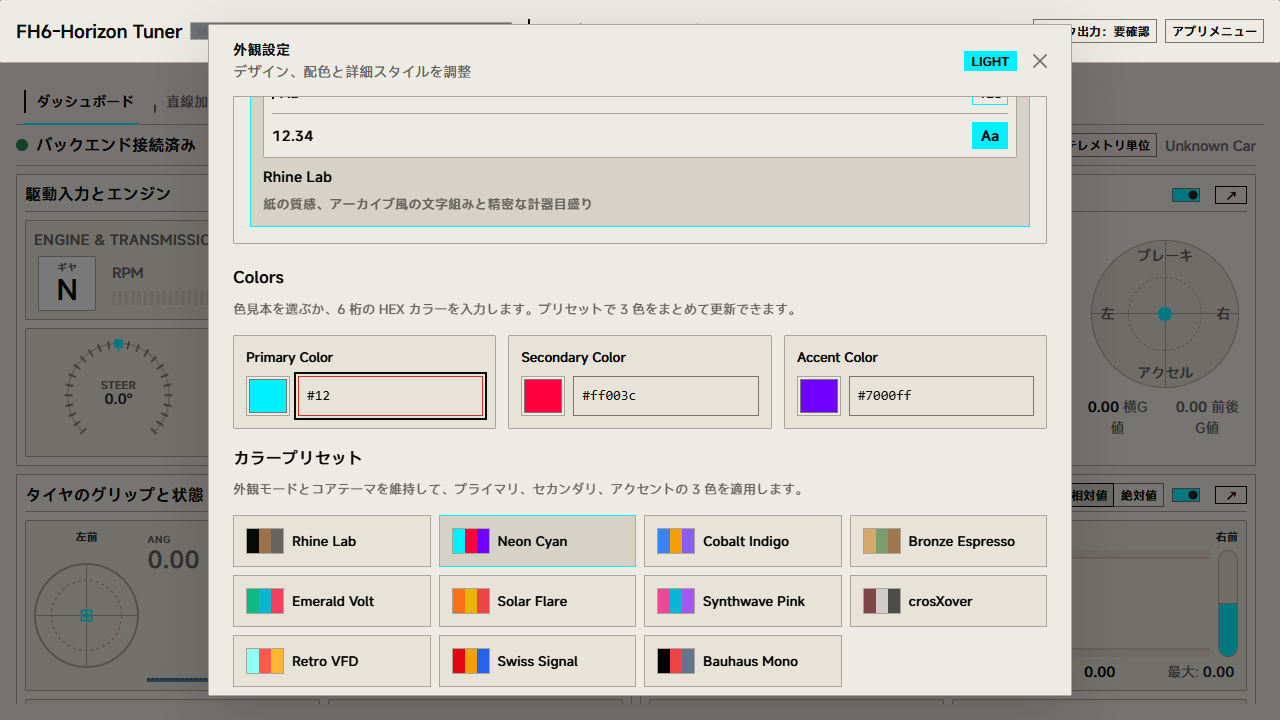 FH6-Horizon Tuner
出力: 要確認
アプリメニュー
外観設定
デザイン、配色と詳細スタイルを調整
LIGHT
ダッシュボード
直線加
バックエンド接続済み
テレメトリ単位
Unknown Car
12.34
Aa
Rhine Lab
紙の質感、アーカイブ風の文字組みと精密な計器目盛り
駆動入力とエンジン
ENGINE & TRANSMISSIO
ギヤ
N
RPM
STEER
0.0°
ブレーキ
左
右
アクセル
0.00 横G値
0.00 前後G値
Colors
色見本を選ぶか、6 桁の HEX カラーを入力します。プリセットで 3 色をまとめて更新できます。
Primary Color
#12
Secondary Color
#ff003c
Accent Color
#7000ff
カラープリセット
外観モードとコアテーマを維持して、プライマリ、セカンダリ、アクセントの 3 色を適用します。
Rhine Lab
Neon Cyan
Cobalt Indigo
Bronze Espresso
Emerald Volt
Solar Flare
Synthwave Pink
crosXover
Retro VFD
Swiss Signal
Bauhaus Mono
タイヤのグリップと状態
相対値
絶対値
左前
ANG
0.00
右前
0.00
最大: 0.00